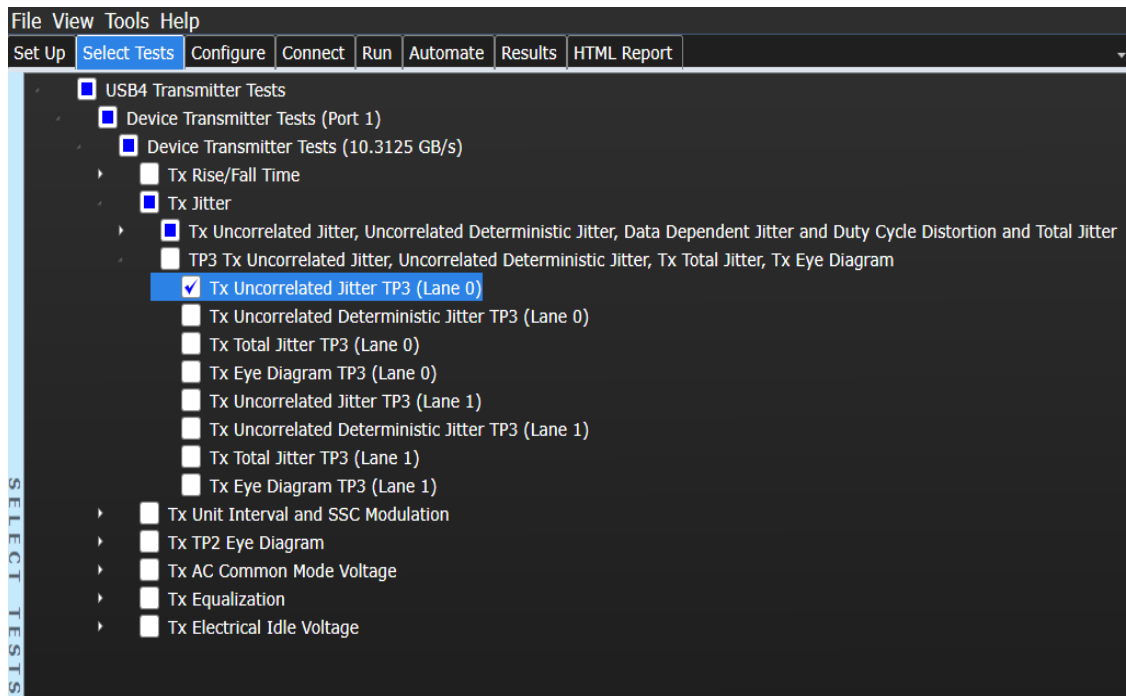 File View Tools Help
Set Up Select Tests Configure Connect Run Automate Results HTML Report
USB4 Transmitter Tests
Device Transmitter Tests (Port 1)
Device Transmitter Tests (10.3125 GB/s)
Tx Rise/Fall Time
Tx Jitter
Tx Uncorrelated Jitter, Uncorrelated Deterministic Jitter, Data Dependent Jitter and Duty Cycle Distortion and Total Jitter
TP3 Tx Uncorrelated Jitter, Uncorrelated Deterministic Jitter, Tx Total Jitter, Tx Eye Diagram
Tx Uncorrelated Jitter TP3 (Lane 0)
Tx Uncorrelated Deterministic Jitter TP3 (Lane 0)
Tx Total Jitter TP3 (Lane 0)
Tx Eye Diagram TP3 (Lane 0)
Tx Uncorrelated Jitter TP3 (Lane 1)
Tx Uncorrelated Deterministic Jitter TP3 (Lane 1)
Tx Total Jitter TP3 (Lane 1)
Tx Eye Diagram TP3 (Lane 1)
Tx Unit Interval and SSC Modulation
Tx TP2 Eye Diagram
Tx AC Common Mode Voltage
Tx Equalization
Tx Electrical Idle Voltage
SELECT TESTS